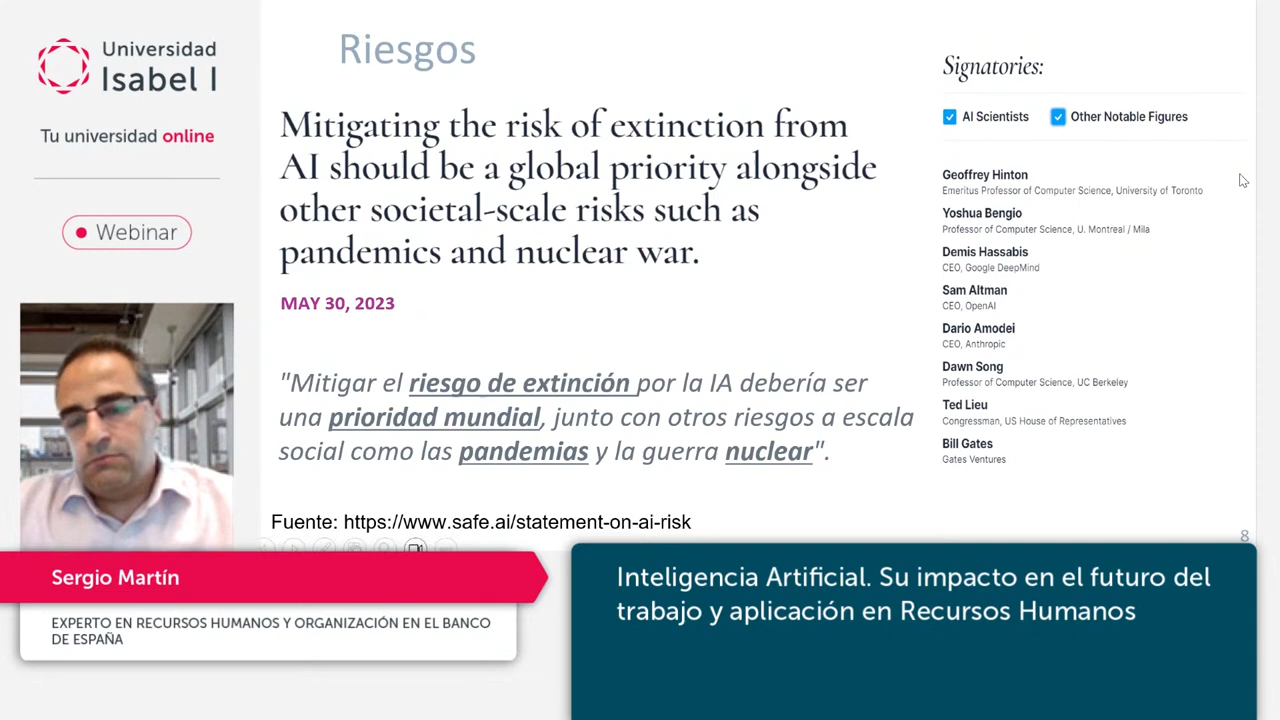 Universidad
Isabel I
Tu universidad online
Webinar
Riesgos
Mitigating the risk of extinction from
AI should be a global priority alongside
other societal-scale risks such as
pandemics and nuclear war.
MAY 30, 2023
"Mitigar el riesgo de extinción por la IA debería ser
una prioridad mundial, junto con otros riesgos a escala
social como las pandemias y la guerra nuclear".
Fuente: https://www.safe.ai/statement-on-ai-risk
Signatories:
AI Scientists
Other Notable Figures
Geoffrey Hinton
Emeritus Professor of Computer Science, University of Toronto
Yoshua Bengio
Professor of Computer Science, U. Montreal / Mila
Demis Hassabis
CEO, Google DeepMind
Sam Altman
CEO, OpenAI
Dario Amodei
CEO, Anthropic
Dawn Song
Professor of Computer Science, UC Berkeley
Ted Lieu
Congressman, US House of Representatives
Bill Gates
Gates Ventures
8
Sergio Martín
EXPERTO EN RECURSOS HUMANOS Y ORGANIZACIÓN EN EL BANCO
DE ESPAÑA
Inteligencia Artificial. Su impacto en el futuro del
trabajo y aplicación en Recursos Humanos